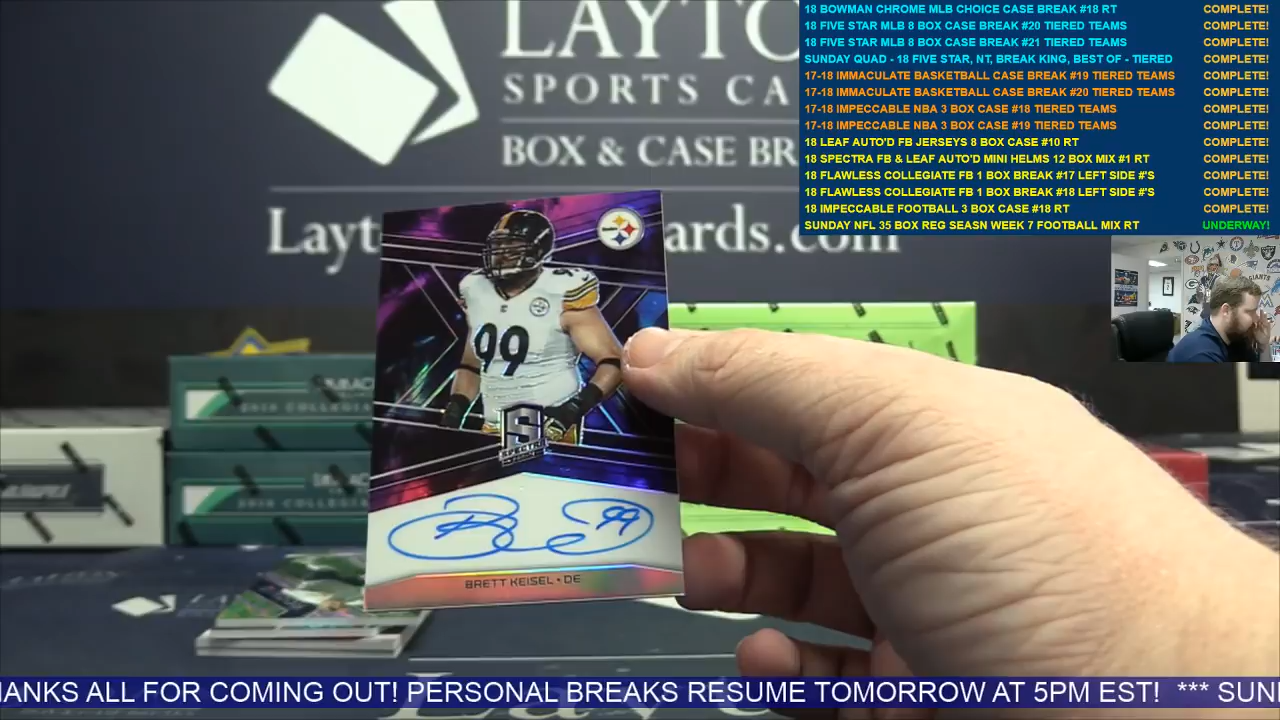 LAYTO
SPORTS CA
BOX & CASE BR
Layt ards.com
18 BOWMAN CHROME MLB CHOICE CASE BREAK #18 RT COMPLETE!
18 FIVE STAR MLB 8 BOX CASE BREAK #20 TIERED TEAMS COMPLETE!
18 FIVE STAR MLB 8 BOX CASE BREAK #21 TIERED TEAMS COMPLETE!
SUNDAY QUAD - 18 FIVE STAR, NT, BREAK KING, BEST OF - TIERED COMPLETE!
17-18 IMMACULATE BASKETBALL CASE BREAK #19 TIERED TEAMS COMPLETE!
17-18 IMMACULATE BASKETBALL CASE BREAK #20 TIERED TEAMS COMPLETE!
17-18 IMPECCABLE NBA 3 BOX CASE #18 TIERED TEAMS COMPLETE!
17-18 IMPECCABLE NBA 3 BOX CASE #19 TIERED TEAMS COMPLETE!
18 LEAF AUTO'D FB JERSEYS 8 BOX CASE #10 RT COMPLETE!
18 SPECTRA FB & LEAF AUTO'D MINI HELMS 12 BOX MIX #1 RT COMPLETE!
18 FLAWLESS COLLEGIATE FB 1 BOX BREAK #17 LEFT SIDE #'S COMPLETE!
18 FLAWLESS COLLEGIATE FB 1 BOX BREAK #18 LEFT SIDE #'S COMPLETE!
18 IMPECCABLE FOOTBALL 3 BOX CASE #18 RT COMPLETE!
SUNDAY NFL 35 BOX REG SEASN WEEK 7 FOOTBALL MIX RT UNDERWAY!
99
99
S
SPECTRA
99
BRETT KEISEL • DE
HANKS ALL FOR COMING OUT! PERSONAL BREAKS RESUME TOMORROW AT 5PM EST! *** SUN